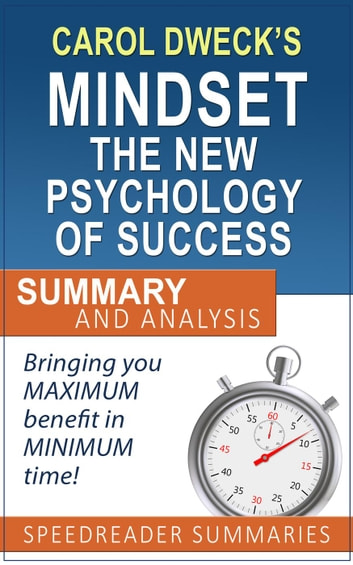 CAROL DWECK'S
MINDSET
THE NEW
PSYCHOLOGY
OF SUCCESS
SUMMARY
AND ANALYSIS
Bringing you
MAXIMUM
benefit in
MINIMUM
time!
60
55
5
50
10
45
15
40
20
35
25
30
SPEEDREADER SUMMARIES